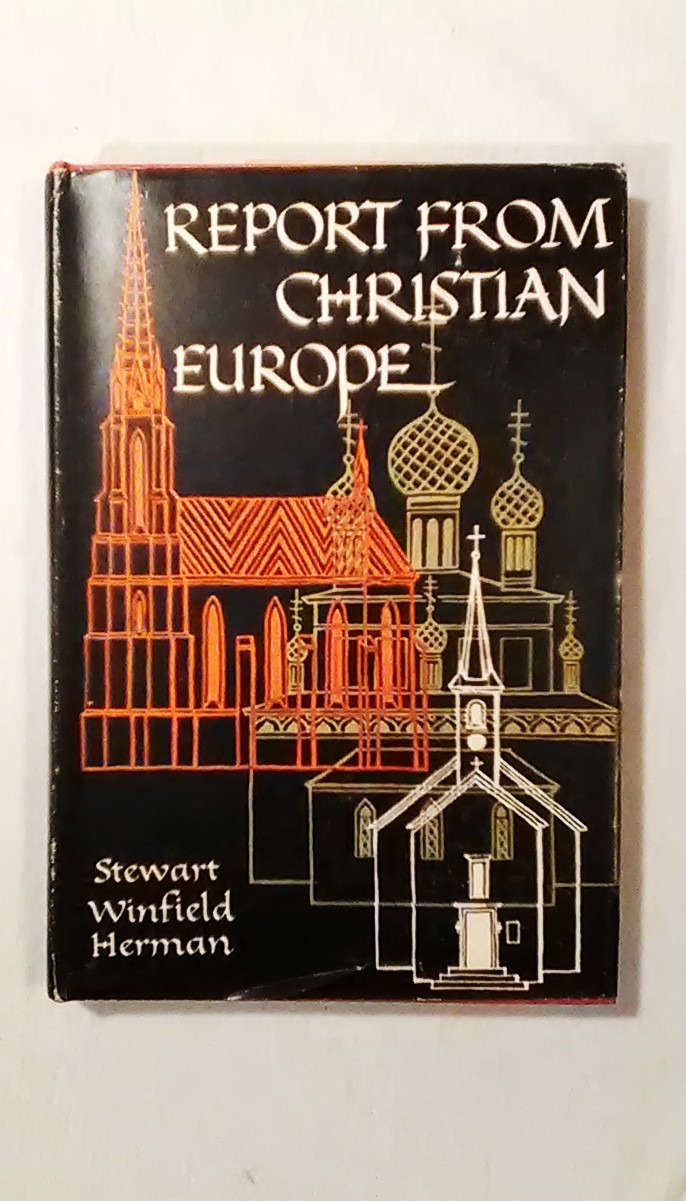 REPORT FROM
CHRISTIAN
EUROPE
Stewart
Winfield
Herman